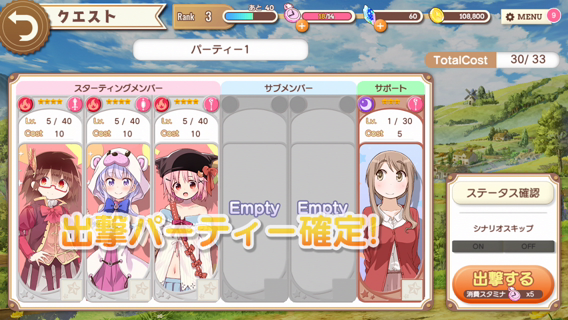 クエスト
Rank 3
あと 40
18/14
60
108,800
MENU 9
パーティー1
TotalCost 30/ 33
スターティングメンバー
サブメンバー
サポート
Lv. 5 / 40
Cost 10
Lv. 5 / 40
Cost 10
Lv. 5 / 40
Cost 10
Lv. 1 / 30
Cost 5
Empty
Empty
出撃パーティー確定!
ステータス確認
シナリオスキップ
ON OFF
出撃する
消費スタミナ x5